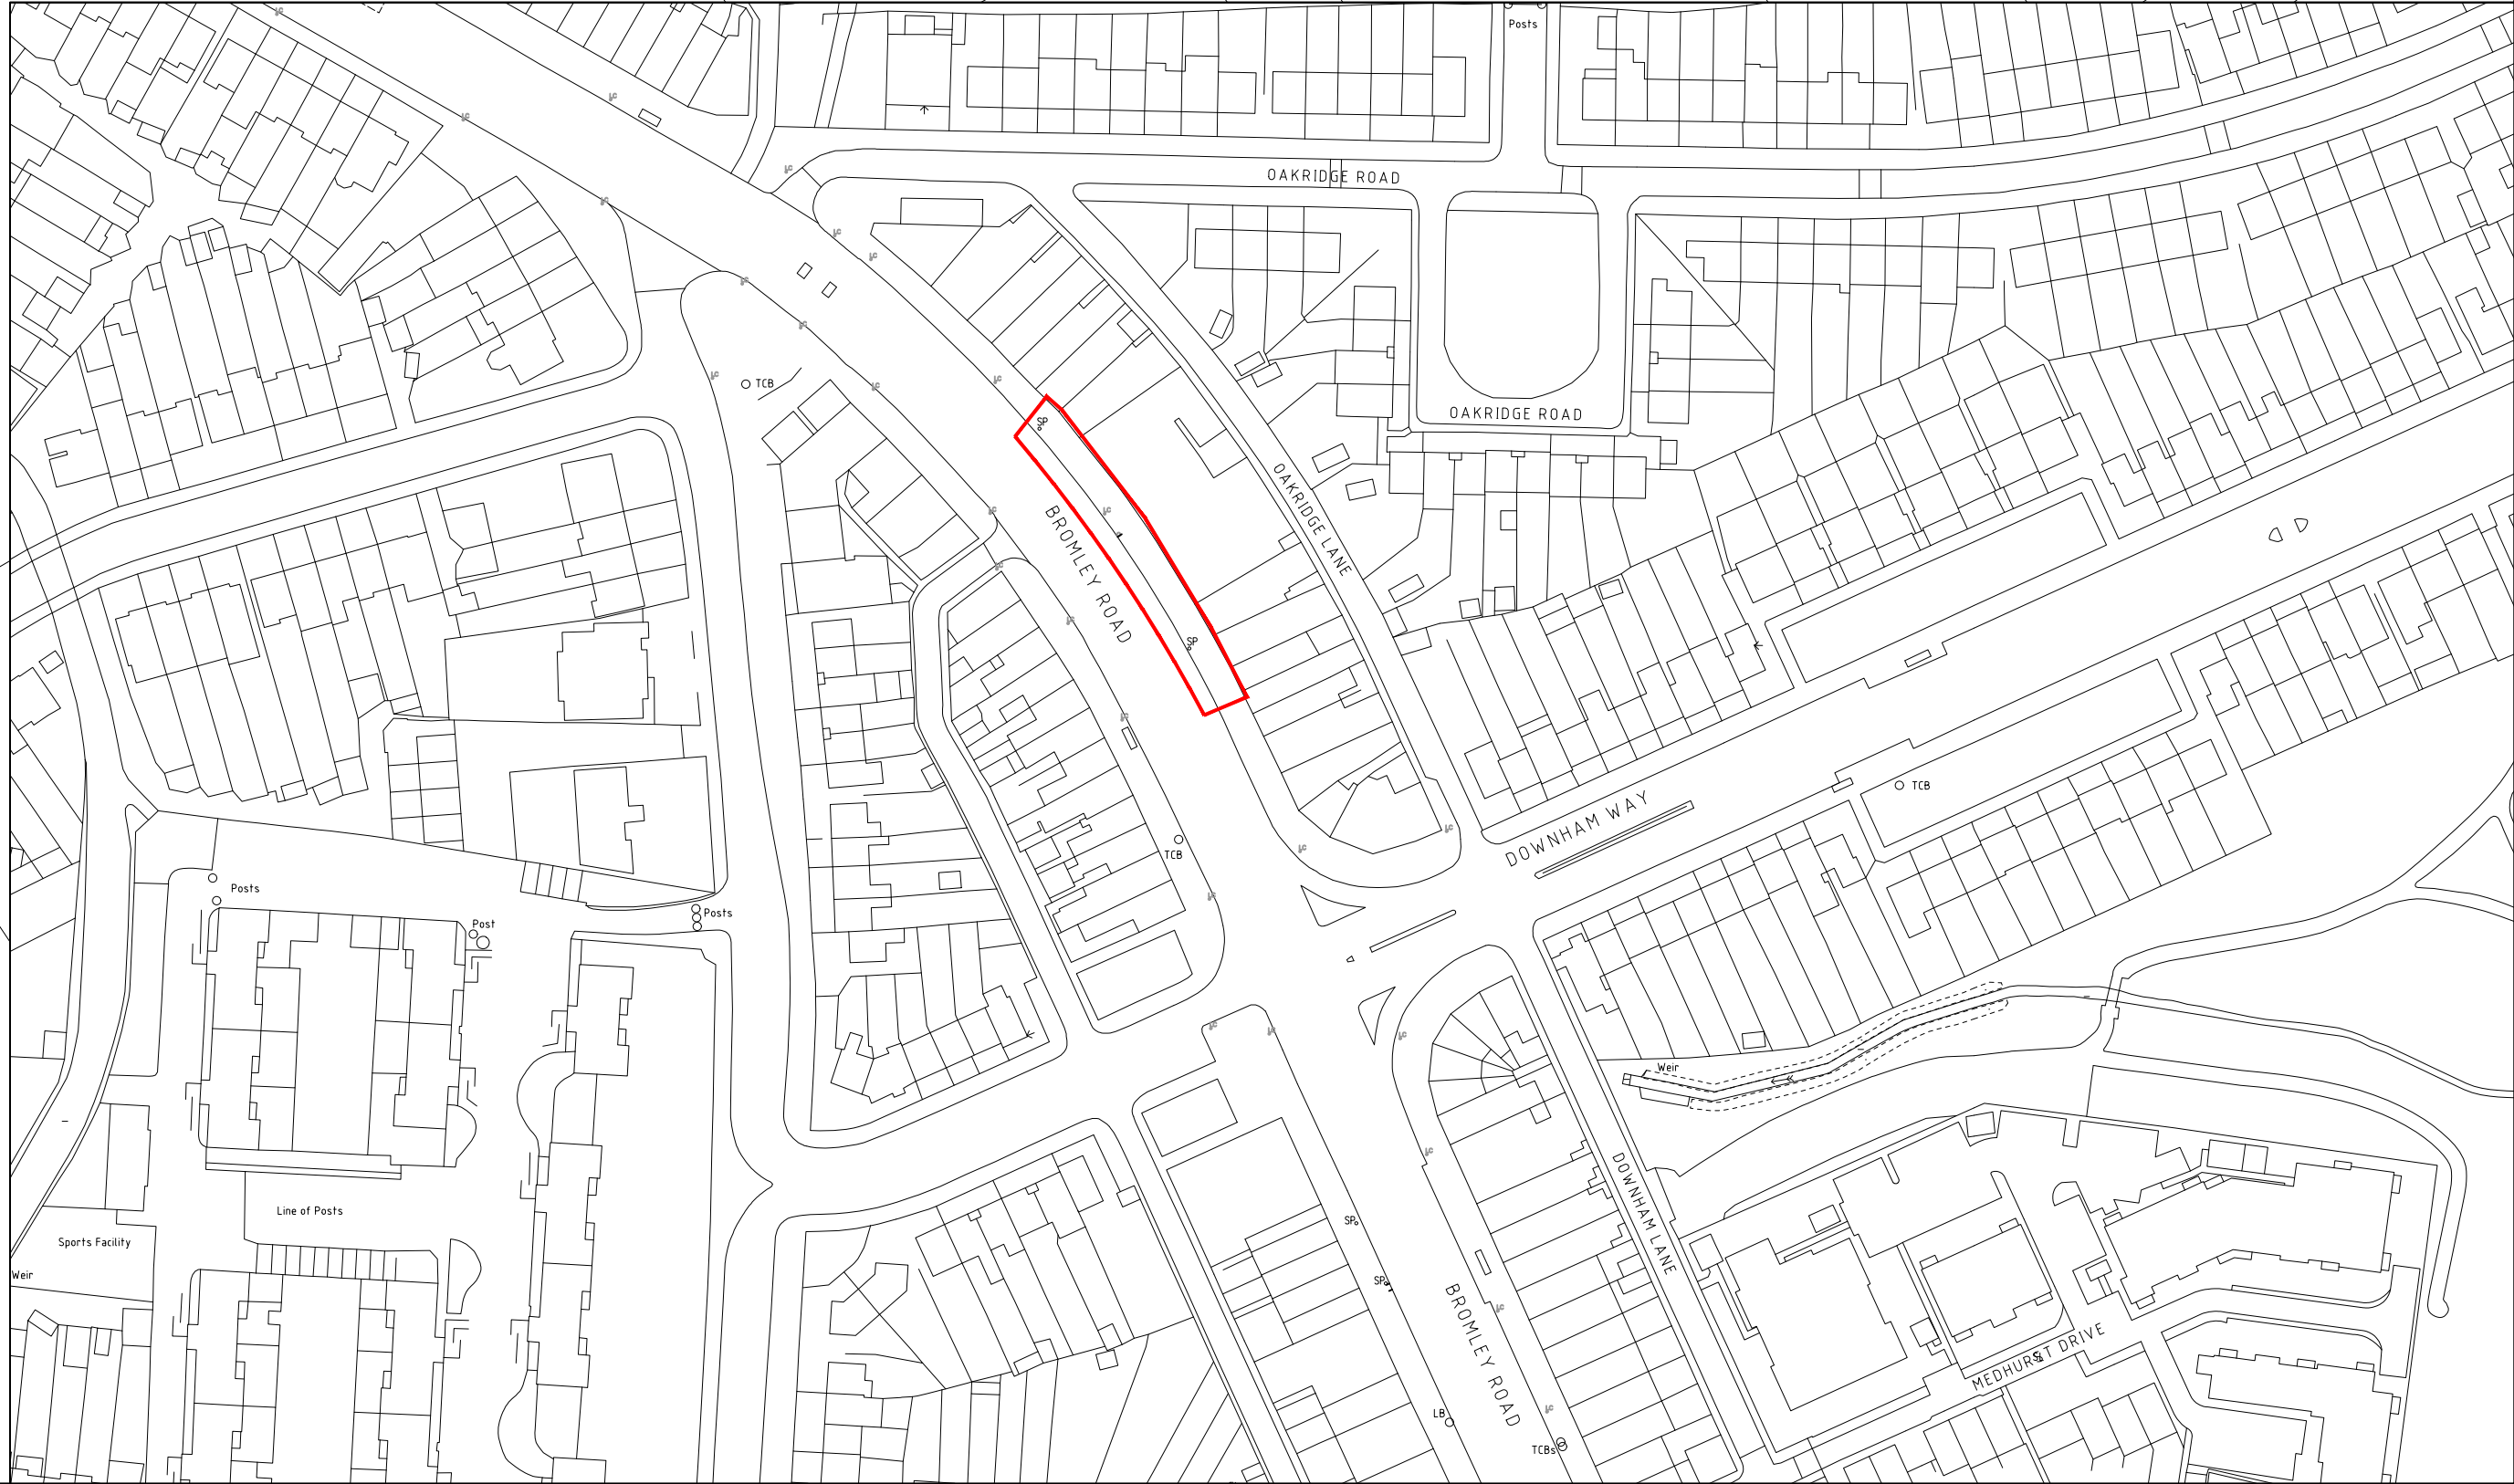 Posts
OAKRIDGE ROAD
TCB
OAKRIDGE ROAD
SP
OAKRIDGE LANE
BROMLEY ROAD
SP
TCB
DOWNHAM WAY
TCB
Posts
Posts
Post
Weir
DOWNHAM LANE
Line of Posts
SP
Sports Facility
Weir
SP
BROMLEY ROAD
MEDHURST DRIVE
LB
TCBs